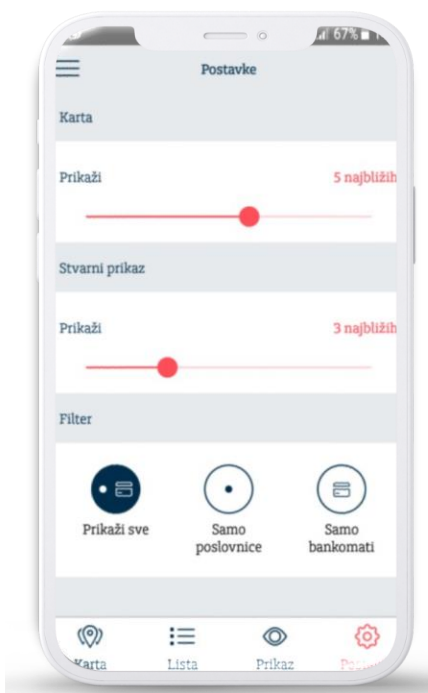 67%
Postavke
Karta
Prikaži 5 najbližih
Stvarni prikaz
Prikaži 3 najbližih
Filter
Prikaži sve
Samo poslovnice
Samo bankomati
Karta Lista Prikaz